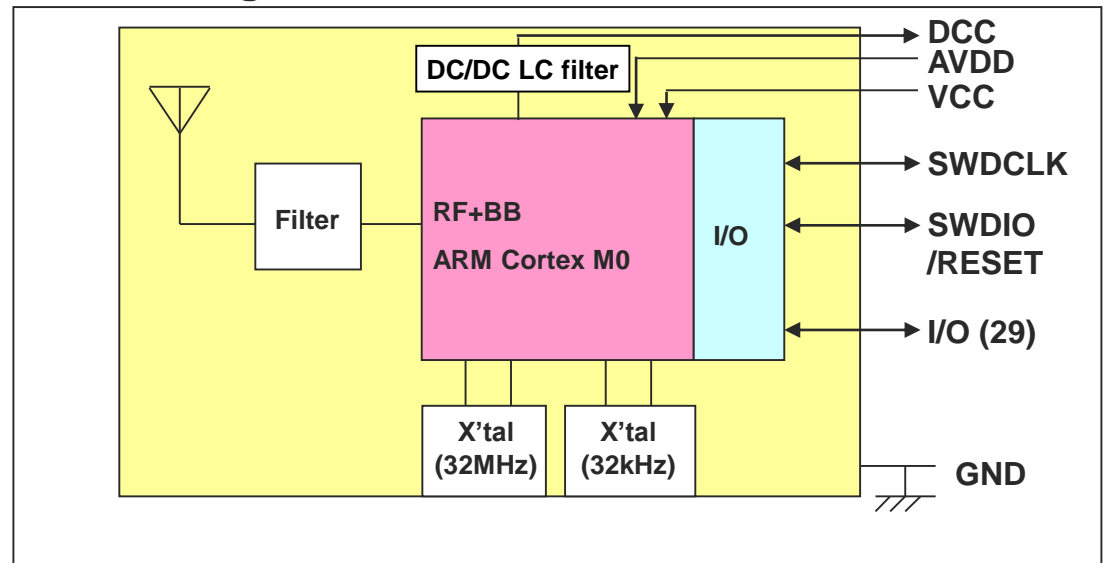 DCC
DC/DC LC filter
AVDD
VCC
SWDCLK
Filter
RF+BB
ARM Cortex M0
I/O
SWDIO
/RESET
I/O (29)
X'tal
(32MHz)
X'tal
(32kHz)
GND